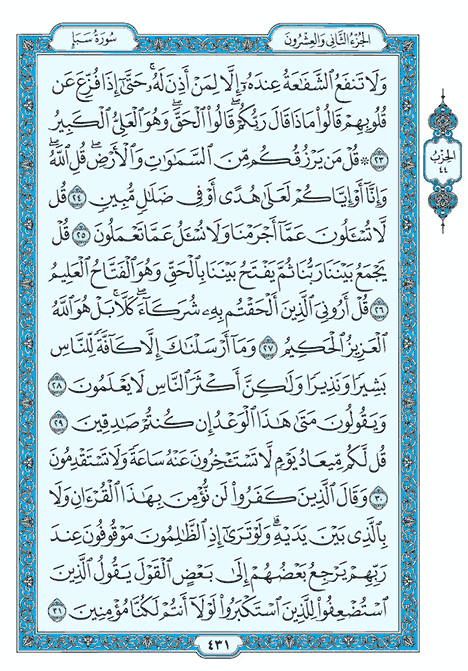 الجزء الثاني والعشرون
سورة سبإ
وَلَا تَنفَعُ ٱلشَّفَٰعَةُ عِندَهُۥٓ إِلَّا لِمَنْ أَذِنَ لَهُۥۚ حَتَّىٰٓ إِذَا فُزِّعَ عَن
قُلُوبِهِمْ قَالُوا۟ مَاذَا قَالَ رَبُّكُمْۖ قَالُوا۟ ٱلْحَقَّۖ وَهُوَ ٱلْعَلِىُّ ٱلْكَبِيرُ
٢٣ ۞ قُلْ مَن يَرْزُقُكُم مِّنَ ٱلسَّمَٰوَٰتِ وَٱلْأَرْضِۖ قُلِ ٱللَّهُۖ
وَإِنَّآ أَوْ إِيَّاكُمْ لَعَلَىٰ هُدًى أَوْ فِى ضَلَٰلٍ مُّبِينٍ ٢٤ قُل
لَّا تُسْـَٔلُونَ عَمَّآ أَجْرَمْنَا وَلَا نُسْـَٔلُ عَمَّا تَعْمَلُونَ ٢٥ قُلْ
يَجْمَعُ بَيْنَنَا رَبُّنَا ثُمَّ يَفْتَحُ بَيْنَنَا بِٱلْحَقِّ وَهُوَ ٱلْفَتَّاحُ ٱلْعَلِيمُ
٢٦ قُلْ أَرُونِىَ ٱلَّذِينَ أَلْحَقْتُم بِهِۦ شُرَكَآءَۖ كَلَّاۚ بَلْ هُوَ ٱللَّهُ
ٱلْعَزِيزُ ٱلْحَكِيمُ ٢٧ وَمَآ أَرْسَلْنَٰكَ إِلَّا كَآفَّةً لِّلنَّاسِ
بَشِيرًا وَنَذِيرًا وَلَٰكِنَّ أَكْثَرَ ٱلنَّاسِ لَا يَعْلَمُونَ ٢٨
وَيَقُولُونَ مَتَىٰ هَٰذَا ٱلْوَعْدُ إِن كُنتُمْ صَٰدِقِينَ ٢٩
قُل لَّكُم مِّيعَادُ يَوْمٍ لَّا تَسْتَـْٔخِرُونَ عَنْهُ سَاعَةً وَلَا تَسْتَقْدِمُونَ
٣٠ وَقَالَ ٱلَّذِينَ كَفَرُوا۟ لَن نُّؤْمِنَ بِهَٰذَا ٱلْقُرْءَانِ وَلَا
بِٱلَّذِى بَيْنَ يَدَيْهِۗ وَلَوْ تَرَىٰٓ إِذِ ٱلظَّٰلِمُونَ مَوْقُوفُونَ عِندَ
رَبِّهِمْ يَرْجِعُ بَعْضُهُمْ إِلَىٰ بَعْضٍ ٱلْقَوْلَ يَقُولُ ٱلَّذِينَ
ٱسْتُضْعِفُوا۟ لِلَّذِينَ ٱسْتَكْبَرُوا۟ لَوْلَآ أَنتُمْ لَكُنَّا مُؤْمِنِينَ ٣١
٤٣١
الحزب
٤٤